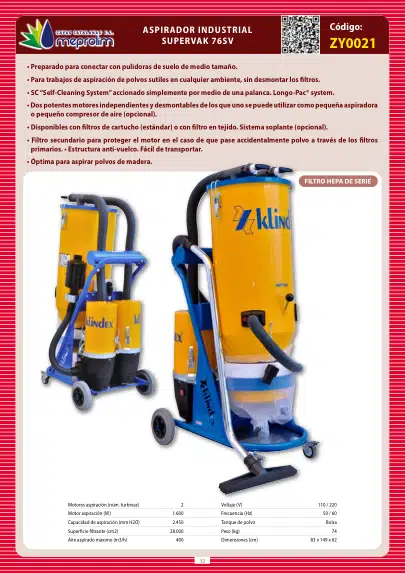 CAYRE CATALANAS S.L.
meprolim
ASPIRADOR INDUSTRIAL
SUPERVAK 76SV
Código:
ZY0021
• Preparado para conectar con pulidoras de suelo de medio tamaño.
• Para trabajos de aspiración de polvos sutiles en cualquier ambiente, sin desmontar los filtros.
• SC “Self-Cleaning System” accionado simplemente por medio de una palanca. Longo-Pac® system.
• Dos potentes motores independientes y desmontables de los que uno se puede utilizar como pequeña aspiradora
o pequeño compresor de aire (opcional).
• Disponibles con filtros de cartucho (estándar) o con filtro en tejido. Sistema soplante (opcional).
• Filtro secundario para proteger el motor en el caso de que pase accidentalmente polvo a través de los filtros
primarios. • Estructura anti-vuelco. Fácil de transportar.
• Óptima para aspirar polvos de madera.
FILTRO HEPA DE SERIE
klindex
KLINDEX
Klindex
Motores aspiración (núm. turbinas) 2
Motor aspiración (W) 1.600
Capacidad de aspiración (mm H2O) 2.450
Superficie filtrante (cm2) 28.000
Aire aspirado máximo (m3/h) 400
Voltaje (V) 110 / 220
Frecuencia (Hz) 50 / 60
Tanque de polvo Bolsa
Peso (kg) 74
Dimensiones (cm) 83 x 149 x 62
12